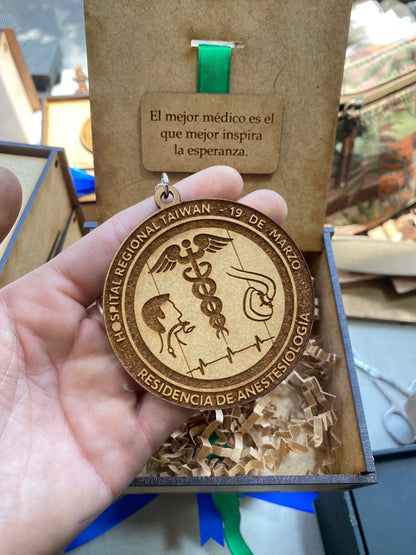 El mejor médico es el
que mejor inspira
la esperanza.
HOSPITAL REGIONAL TAIWAN - 19 DE MARZO
RESIDENCIA DE ANESTESIOLOGÍA